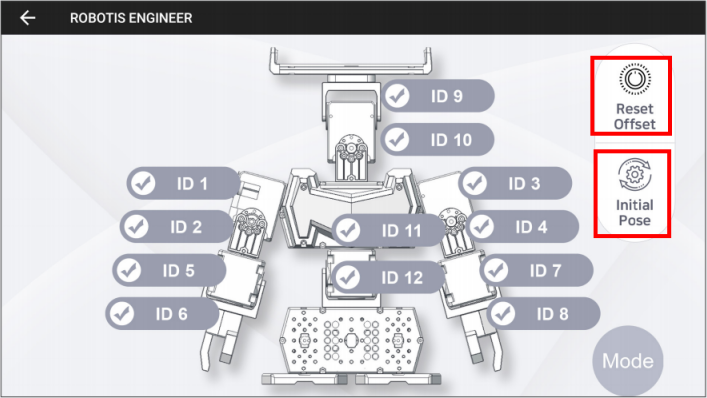 ROBOTIS ENGINEER
ID 9
Reset
Offset
ID 10
ID 1
ID 3
Initial
Pose
ID 2
ID 11
ID 4
ID 5
ID 12
ID 7
ID 6
ID 8
Mode